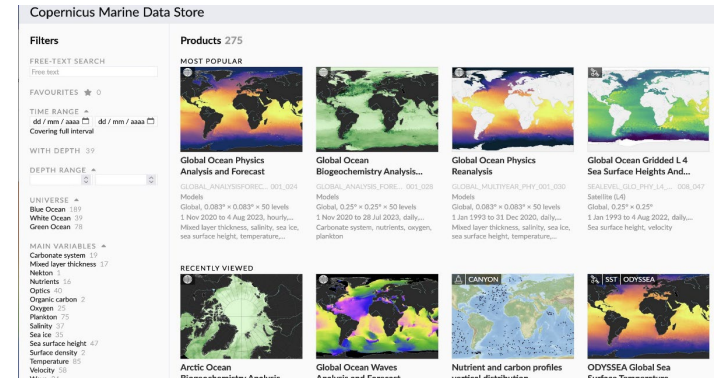 Copernicus Marine Data Store
Filters
FREE-TEXT SEARCH
Free text
FAVOURITES ★ 0
TIME RANGE
dd / mm / aaaa dd / mm / aaaa
Covering full interval
WITH DEPTH 39
DEPTH RANGE
UNIVERSE
Blue Ocean 189
White Ocean 39
Green Ocean 78
MAIN VARIABLES
Carbonate system 19
Mixed layer thickness 17
Nekton 1
Nutrients 16
Optics 40
Organic carbon 2
Oxygen 25
Plankton 75
Salinity 37
Sea ice 35
Sea surface height 47
Surface density 2
Temperature 85
Velocity 58
Products 275
MOST POPULAR
Global Ocean Physics
Analysis and Forecast
GLOBAL_ANALYSISFOREC... 001_024
Models
Global, 0.083° × 0.083° × 50 levels
1 Nov 2020 to 4 Aug 2023, hourly,...
Mixed layer thickness, salinity, sea ice,
sea surface height, temperature,...
Global Ocean
Biogeochemistry Analysis...
GLOBAL_ANALYSIS_FORE... 001_028
Models
Global, 0.25° × 0.25° × 50 levels
1 Nov 2020 to 28 Jul 2023, daily,...
Carbonate system, nutrients, oxygen,
plankton
Global Ocean Physics
Reanalysis
GLOBAL_MULTIYEAR_PHY_001_030
Models
Global, 0.083° × 0.083° × 50 levels
1 Jan 1993 to 31 Dec 2020, daily,...
Mixed layer thickness, salinity, sea ice,
sea surface height, temperature,...
Global Ocean Gridded L 4
Sea Surface Heights And...
SEALEVEL_GLO_PHY_L4_... 008_047
Satellite (L4)
Global, 0.25° × 0.25°
1 Jan 1993 to 4 Aug 2022, daily,...
Sea surface height, velocity
RECENTLY VIEWED
Arctic Ocean
Biogeochemistry Analysis
Global Ocean Waves
Analysis and Forecast
CANYON
Nutrient and carbon profiles
vertical distribution
SST ODYSSEA
ODYSSEA Global Sea
Surface Temperature